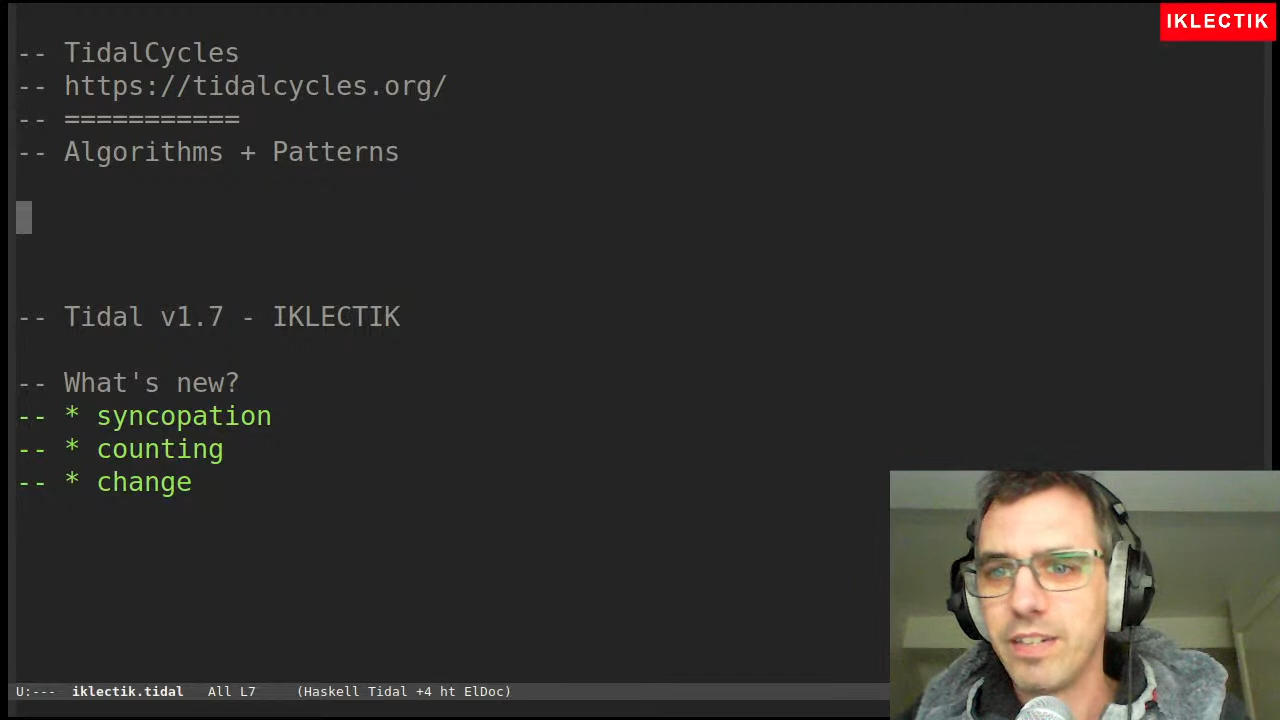 IKLECTIK
-- TidalCycles
-- https://tidalcycles.org/
-- ===========
-- Algorithms + Patterns
-- Tidal v1.7 - IKLECTIK
-- What's new?
-- * syncopation
-- * counting
-- * change
U:--- iklectik.tidal All L7 (Haskell Tidal +4 ht ElDoc)